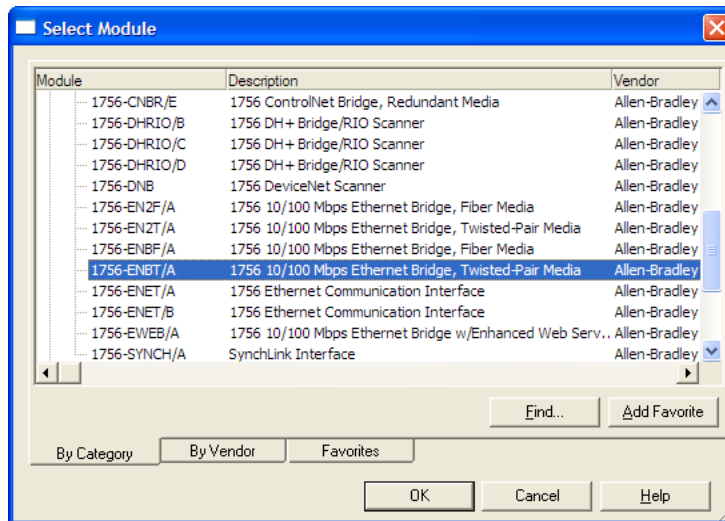 Select Module
Module Description Vendor
1756-CNBR/E 1756 ControlNet Bridge, Redundant Media Allen-Bradley
1756-DHRIO/B 1756 DH+ Bridge/RIO Scanner Allen-Bradley
1756-DHRIO/C 1756 DH+ Bridge/RIO Scanner Allen-Bradley
1756-DHRIO/D 1756 DH+ Bridge/RIO Scanner Allen-Bradley
1756-DNB 1756 DeviceNet Scanner Allen-Bradley
1756-EN2F/A 1756 10/100 Mbps Ethernet Bridge, Fiber Media Allen-Bradley
1756-EN2T/A 1756 10/100 Mbps Ethernet Bridge, Twisted-Pair Media Allen-Bradley
1756-ENBF/A 1756 10/100 Mbps Ethernet Bridge, Fiber Media Allen-Bradley
1756-ENBT/A 1756 10/100 Mbps Ethernet Bridge, Twisted-Pair Media Allen-Bradley
1756-ENET/A 1756 Ethernet Communication Interface Allen-Bradley
1756-ENET/B 1756 Ethernet Communication Interface Allen-Bradley
1756-EWEB/A 1756 10/100 Mbps Ethernet Bridge w/Enhanced Web Serv... Allen-Bradley
1756-SYNCH/A SynchLink Interface Allen-Bradley
Find... Add Favorite
By Category By Vendor Favorites
OK Cancel Help